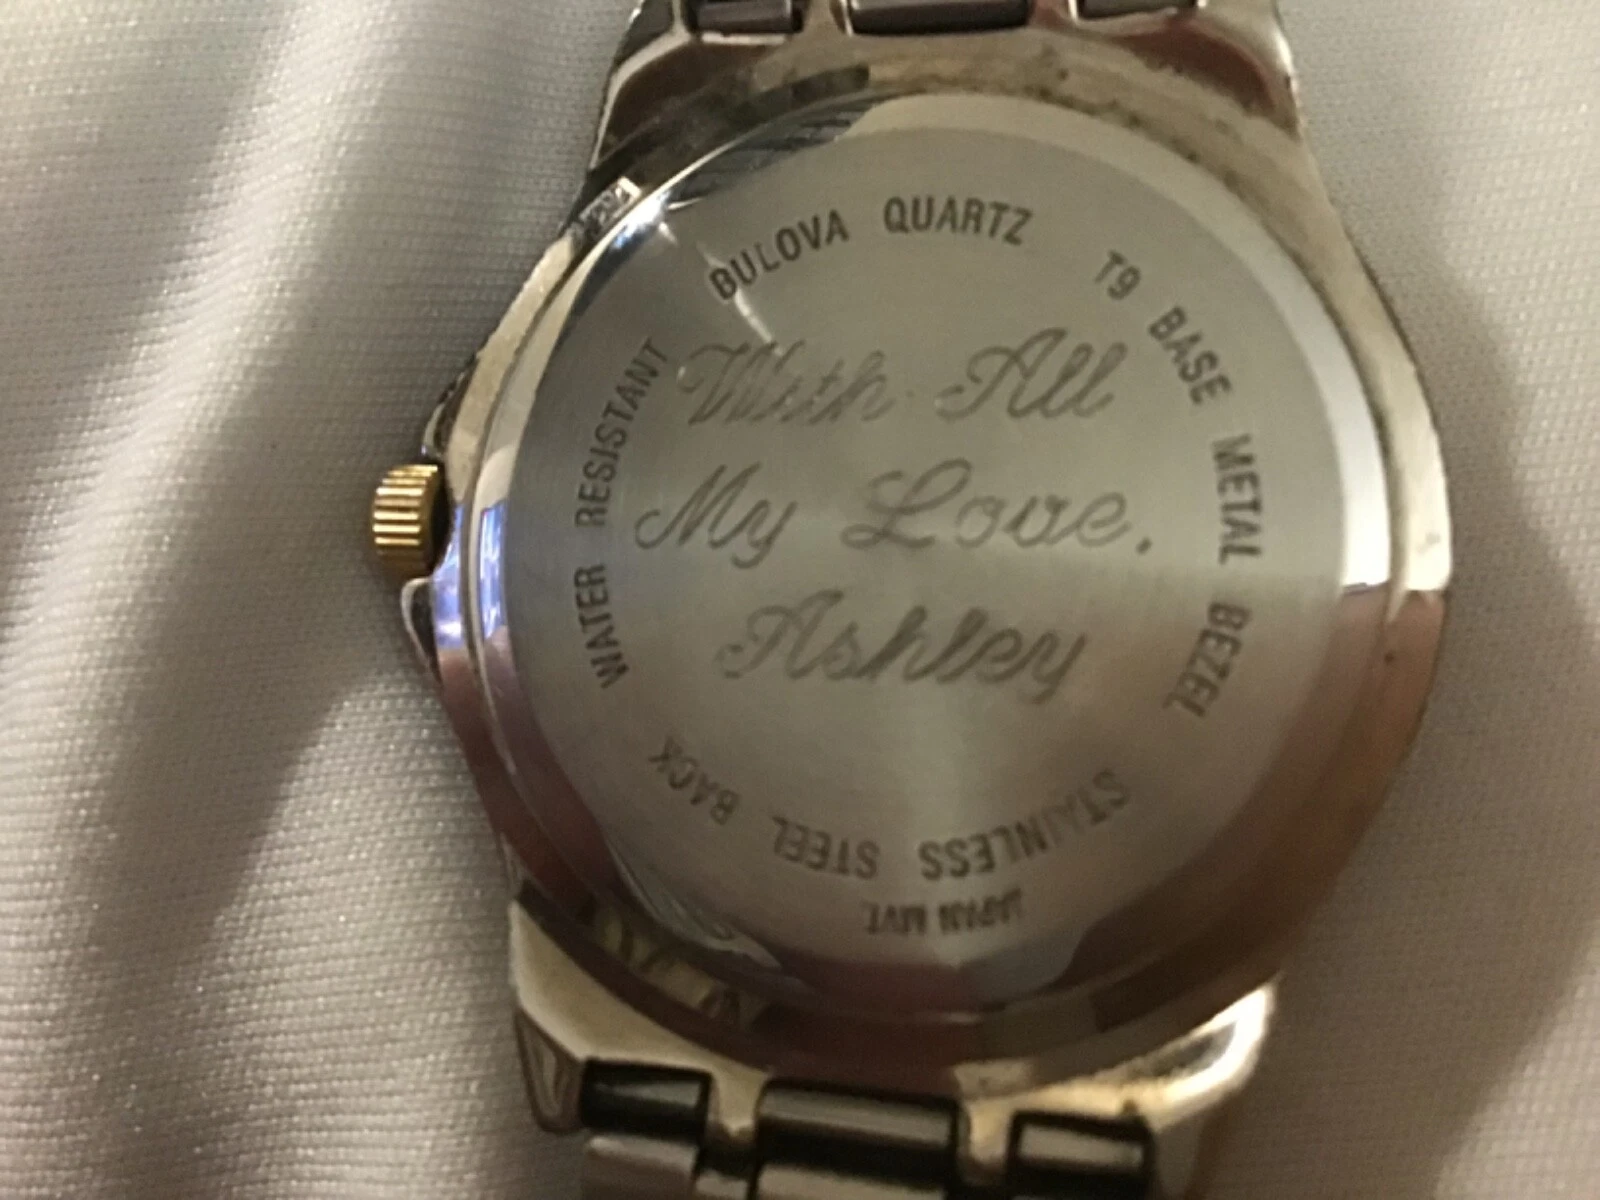 BULOVA QUARTZ
T9 BASE METAL BEZEL
STAINLESS STEEL BACK
WATER RESISTANT
JAPAN MVT.
With All
My Love,
Ashley